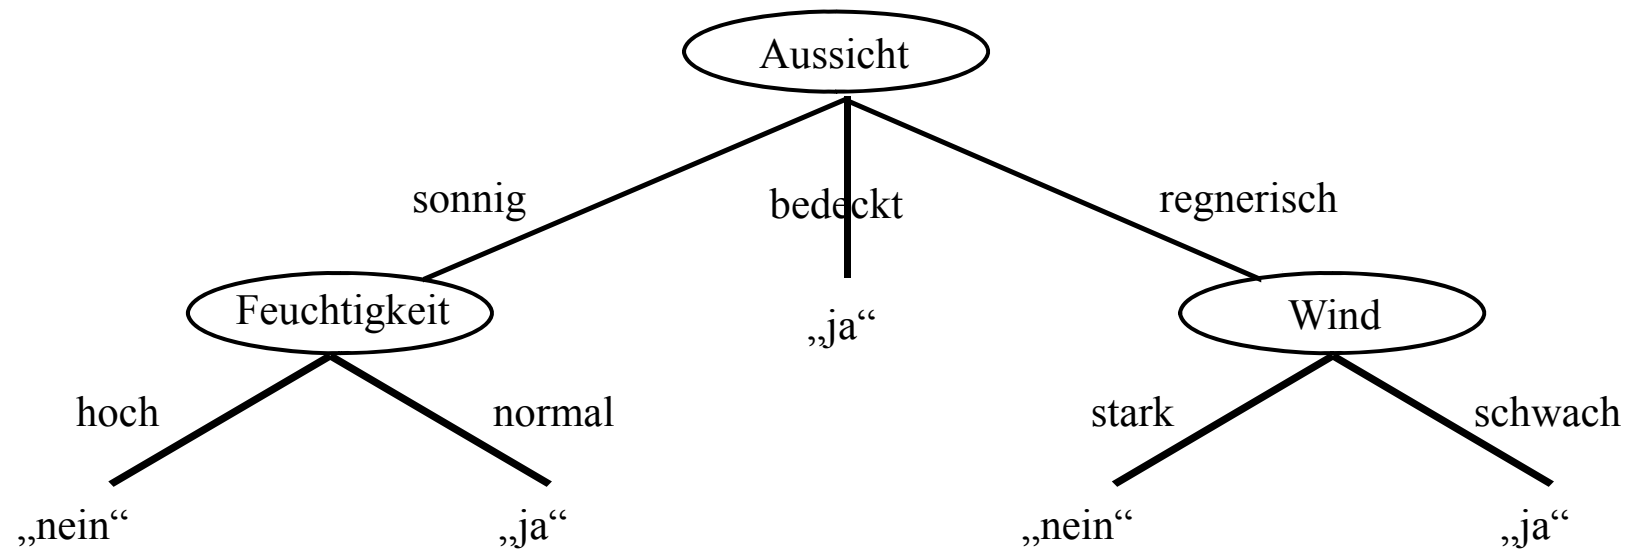 Aussicht
sonnig bedeckt regnerisch
Feuchtigkeit „ja“ Wind
hoch normal stark schwach
„nein“ „ja“ „nein“ „ja“